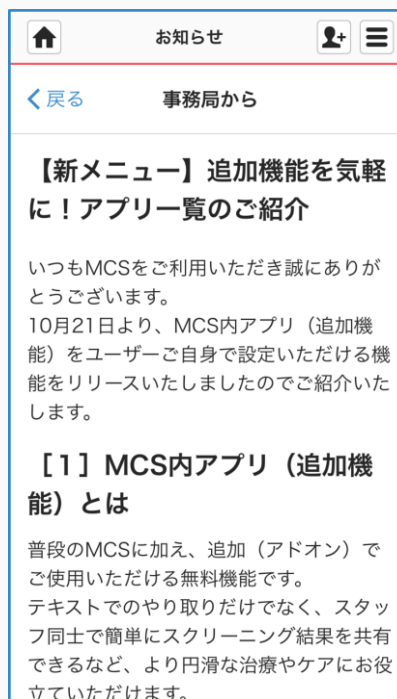 お知らせ
戻る
事務局から
【新メニュー】追加機能を気軽
に！アプリ一覧のご紹介
いつもMCSをご利用いただき誠にありが
とうございます。
10月21日より、MCS内アプリ（追加機
能）をユーザーご自身で設定いただける機
能をリリースいたしましたのでご紹介いた
します。
［1］MCS内アプリ（追加機
能）とは
普段のMCSに加え、追加（アドオン）で
ご使用いただける無料機能です。
テキストでのやり取りだけでなく、スタッ
フ同士で簡単にスクリーニング結果を共有
できるなど、より円滑な治療やケアにお役
立ていただけます。